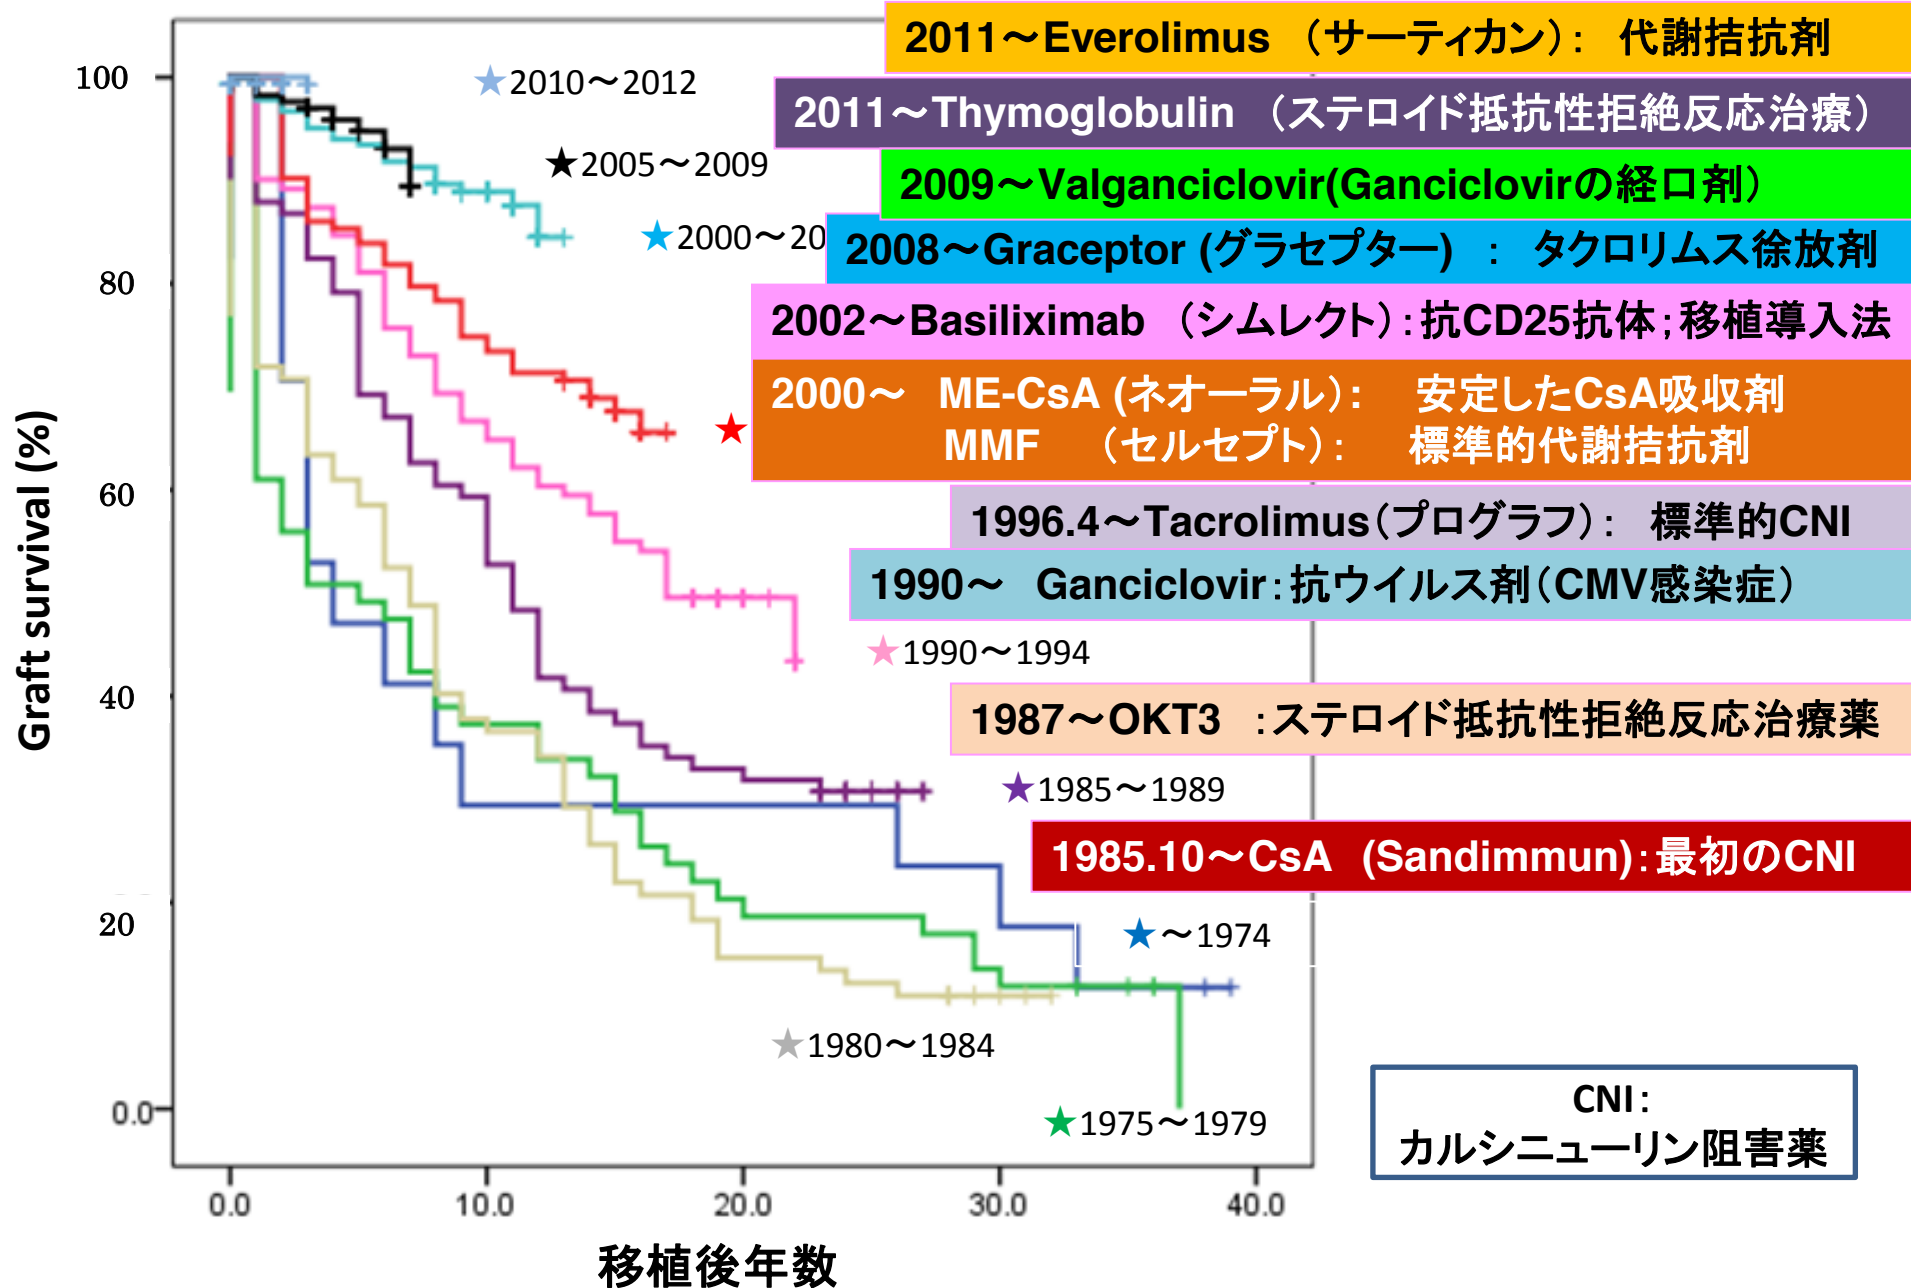 2011～Everolimus （サーティカン）： 代謝拮抗剤
100
★2010～2012
2011～Thymoglobulin （ステロイド抵抗性拒絶反応治療）
★2005～2009
2009～Valganciclovir(Ganciclovirの経口剤）
★2000～20
2008～Graceptor (グラセプター) ： タクロリムス徐放剤
80
2002～Basiliximab （シムレクト）：抗CD25抗体；移植導入法
2000～ ME-CsA (ネオーラル）： 安定したCsA吸収剤
★
MMF （セルセプト）： 標準的代謝拮抗剤
60
1996.4～Tacrolimus（プログラフ）： 標準的CNI
1990～ Ganciclovir：抗ウイルス剤（CMV感染症）
Graft survival (%)
★1990～1994
40
1987～OKT3 ：ステロイド抵抗性拒絶反応治療薬
★1985～1989
1985.10～CsA (Sandimmun)：最初のCNI
20
★～1974
★1980～1984
0.0
★1975～1979
CNI：
カルシニューリン阻害薬
0.0 10.0 20.0 30.0 40.0
移植後年数